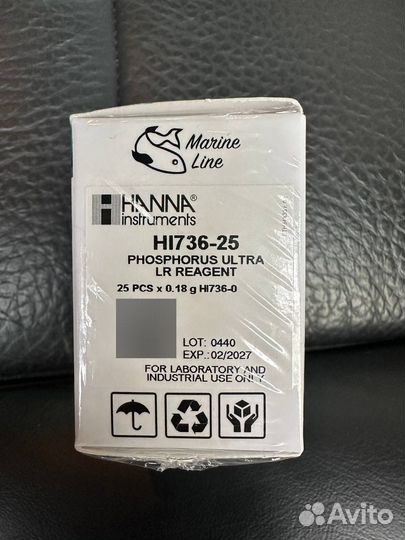 Marine
Line
HANNA®
instruments
HI736-25
PHOSPHORUS ULTRA
LR REAGENT
25 PCS x 0.18 g HI736-0
LOT: 0440
EXP.:02/2027
FOR LABORATORY AND
INDUSTRIAL USE ONLY
Avito